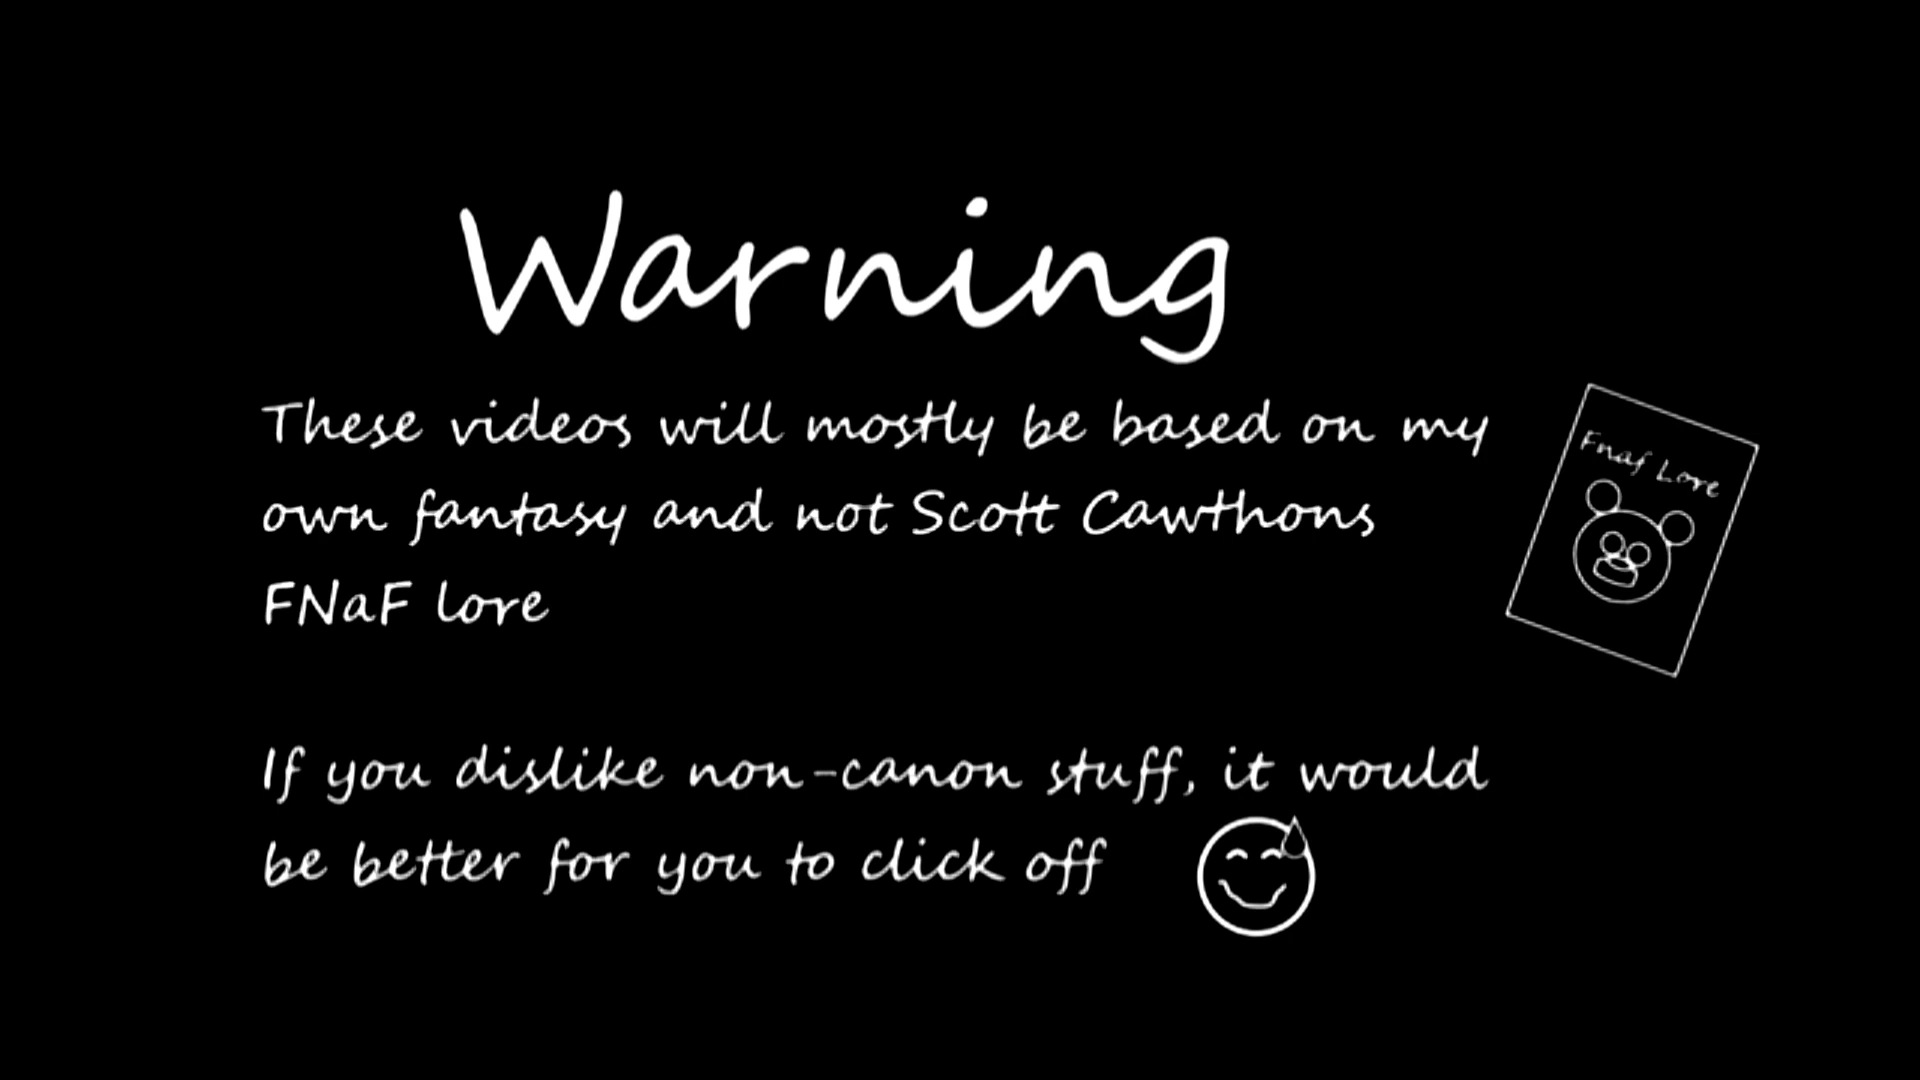 Warning
These videos will mostly be based on my
own fantasy and not Scott Cawthons
FNaF lore
Fnaf Lore
If you dislike non-canon stuff, it would
be better for you to click off